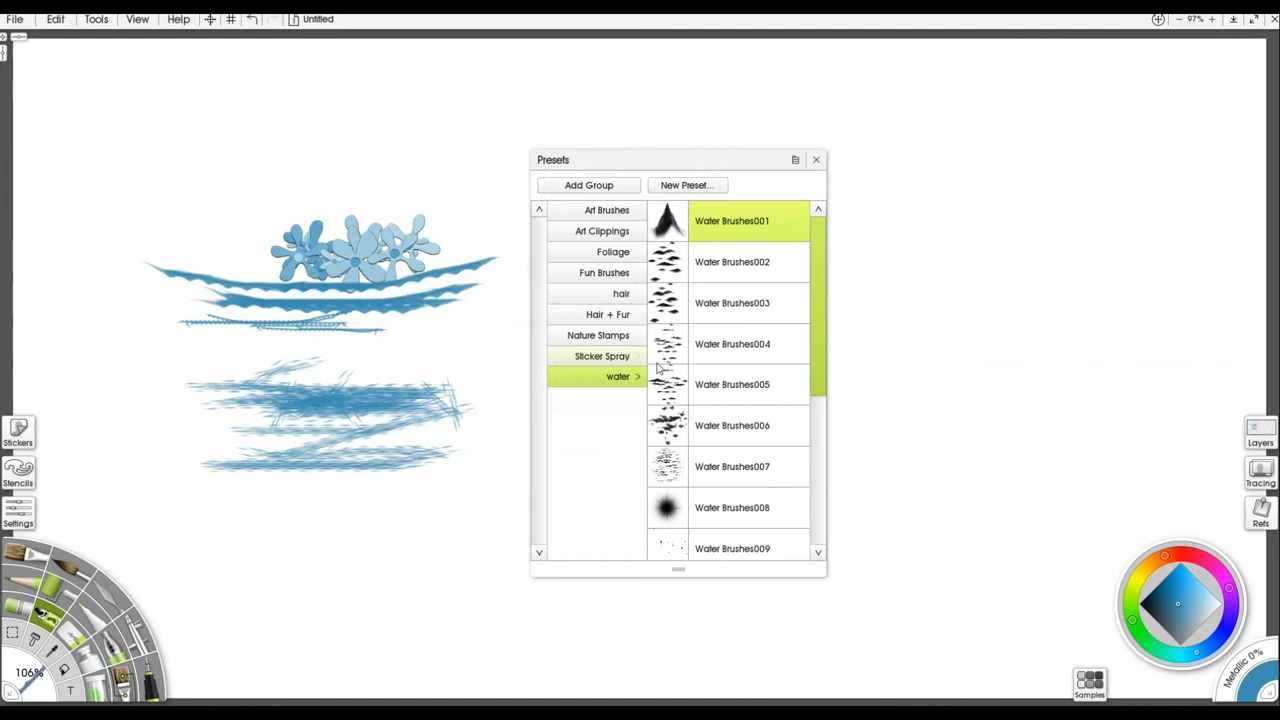 File Edit Tools View Help Untitled 97%
Presets
Add Group New Preset...
Art Brushes
Art Clippings
Foliage
Fun Brushes
hair
Hair + Fur
Nature Stamps
Sticker Spray
water >
Water Brushes001
Water Brushes002
Water Brushes003
Water Brushes004
Water Brushes005
Water Brushes006
Water Brushes007
Water Brushes008
Water Brushes009
Stickers
Stencils
Settings
106%
T
Layers
Tracing
Refs
Samples
Metallic 0%